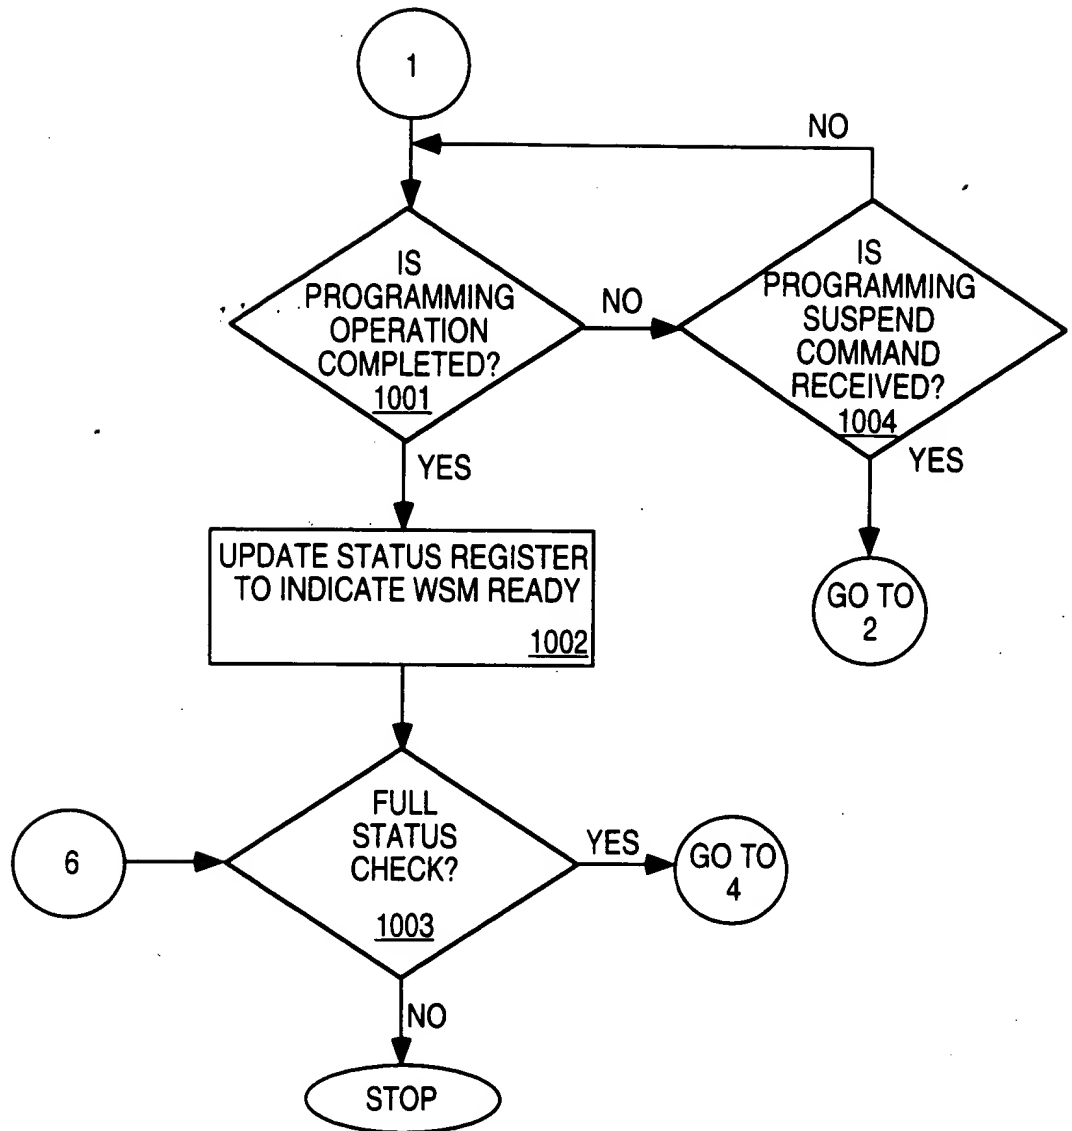 1
NO
IS
PROGRAMMING
OPERATION
COMPLETED?
1001
NO
IS
PROGRAMMING
SUSPEND
COMMAND
RECEIVED?
1004
YES
YES
UPDATE STATUS REGISTER
TO INDICATE WSM READY
1002
GO TO
2
6
FULL
STATUS
CHECK?
1003
YES
GO TO
4
NO
STOP